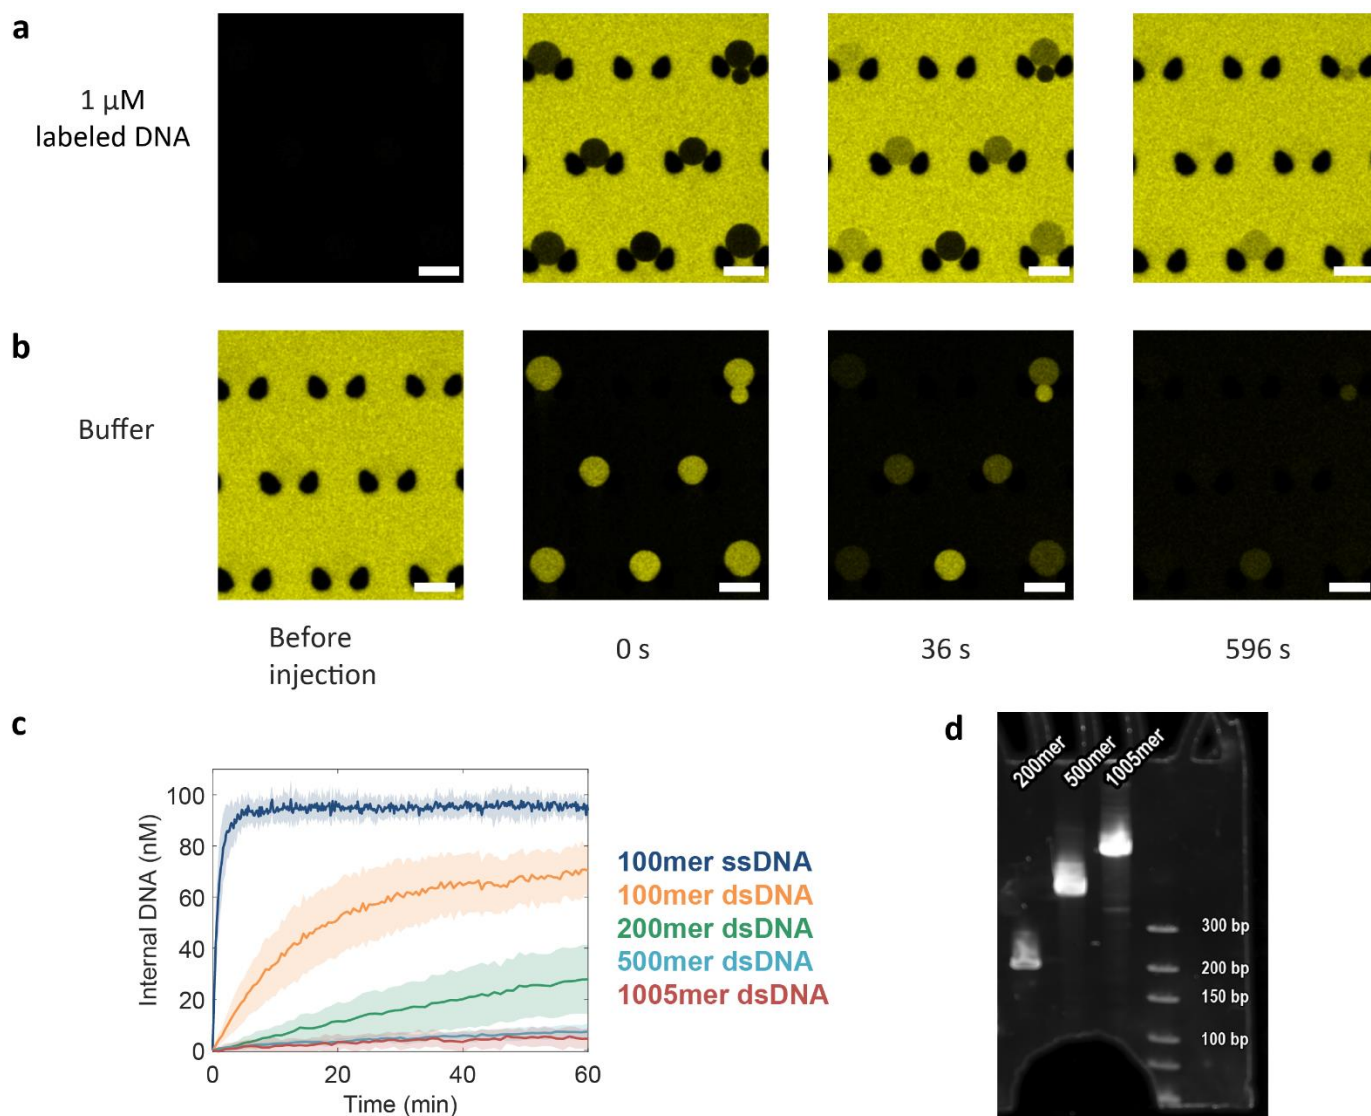 a
1 μM
labeled DNA
b
Buffer
Before
injection
0 s
36 s
596 s
c
Internal DNA (nM)
100
80
60
40
20
0
0
20
40
60
Time (min)
100mer ssDNA
100mer dsDNA
200mer dsDNA
500mer dsDNA
1005mer dsDNA
d
200mer
500mer
1005mer
300 bp
200 bp
150 bp
100 bp